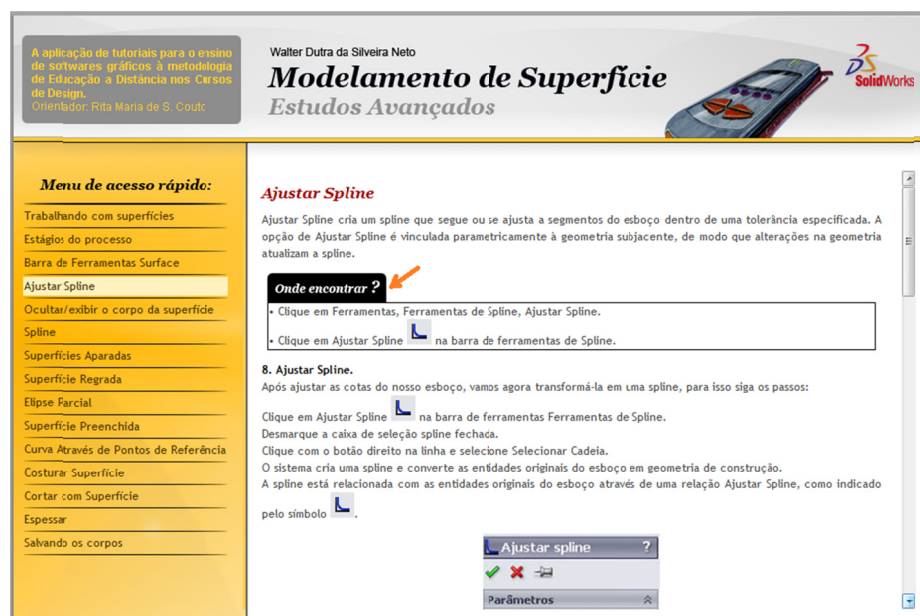 A aplicação de tutoriais para o ensino
de softwares gráficos à metodologia
de Educação a Distância nos Cursos
de Design.
Orientador: Rita Maria de S. Couto
Walter Dutra da Silveira Neto
Modelamento de Superfície
Estudos Avançados
SolidWorks
Menu de acesso rápido:
Trabalhando com superfícies
Estágios do processo
Barra de Ferramentas Surface
Ajustar Spline
Ocultar/exibir o corpo da superfície
Spline
Superfícies Aparadas
Superfície Regrada
Elipse Parcial
Superfície Preenchida
Curva Através de Pontos de Referência
Costurar Superfície
Cortar com Superfície
Espessar
Salvando os corpos
Ajustar Spline
Ajustar Spline cria um spline que segue ou se ajusta a segmentos do esboço dentro de uma tolerância especificada. A
opção de Ajustar Spline é vinculada parametricamente à geometria subjacente, de modo que alterações na geometria
atualizam a spline.
Onde encontrar ?
• Clique em Ferramentas, Ferramentas de Spline, Ajustar Spline.
• Clique em Ajustar Spline na barra de ferramentas de Spline.
8. Ajustar Spline.
Após ajustar as cotas do nosso esboço, vamos agora transformá-la em uma spline, para isso siga os passos:
Clique em Ajustar Spline na barra de ferramentas Ferramentas de Spline.
Desmarque a caixa de seleção spline fechada.
Clique com o botão direito na linha e selecione Selecionar Cadeia.
O sistema cria uma spline e converte as entidades originais do esboço em geometria de construção.
A spline está relacionada com as entidades originais do esboço através de uma relação Ajustar Spline, como indicado
pelo símbolo .
Ajustar spline ?
Parâmetros